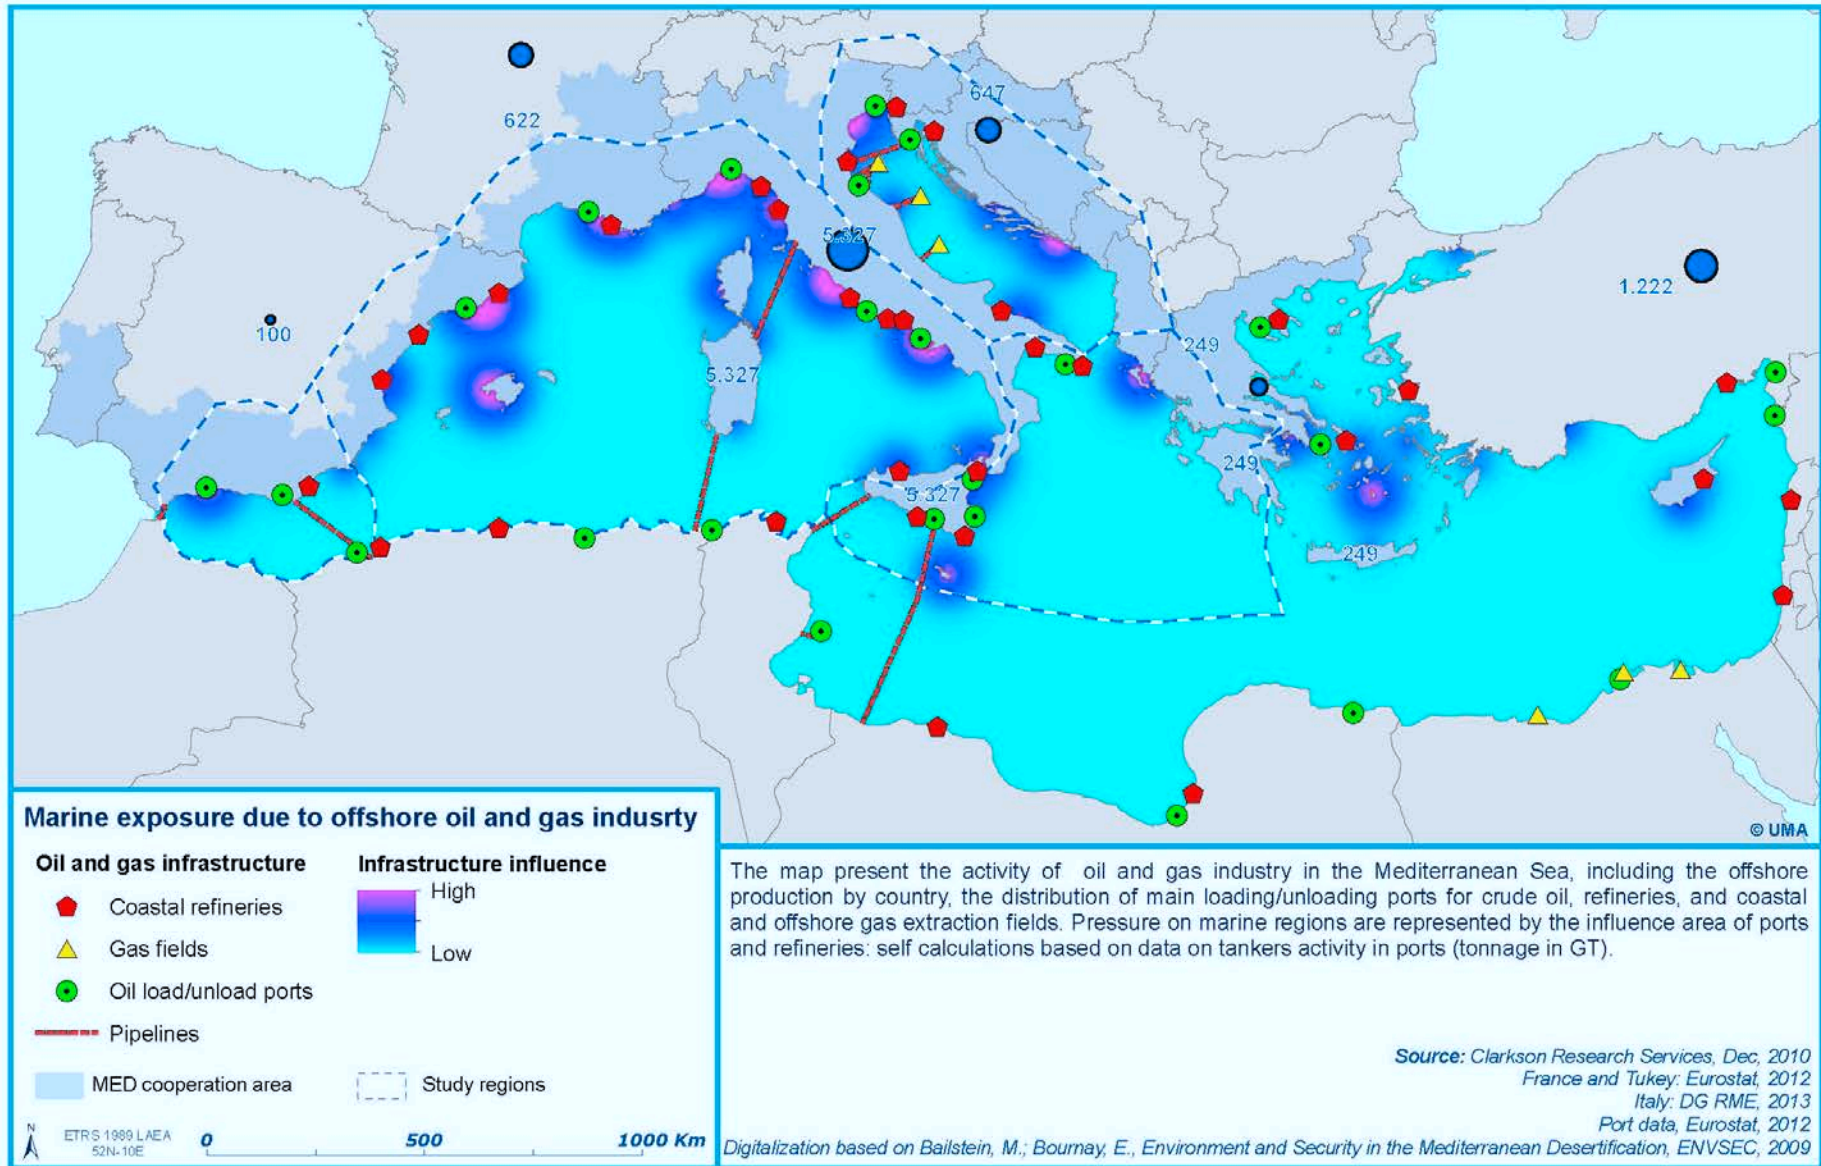 647
622
5.327
1.222
100
249
5.327
249
5.327
249
© UMA
Marine exposure due to offshore oil and gas indusrty
Oil and gas infrastructure
Coastal refineries
Gas fields
Oil load/unload ports
Pipelines
MED cooperation area
Infrastructure influence
High
Low
Study regions
N
ETRS 1989 LAEA
52N-10E
0 500 1000 Km
The map present the activity of oil and gas industry in the Mediterranean Sea, including the offshore
production by country, the distribution of main loading/unloading ports for crude oil, refineries, and coastal
and offshore gas extraction fields. Pressure on marine regions are represented by the influence area of ports
and refineries: self calculations based on data on tankers activity in ports (tonnage in GT).
Source: Clarkson Research Services, Dec, 2010
France and Tukey: Eurostat, 2012
Italy: DG RME, 2013
Port data, Eurostat, 2012
Digitalization based on Bailstein, M.; Bournay, E., Environment and Security in the Mediterranean Desertification, ENVSEC, 2009